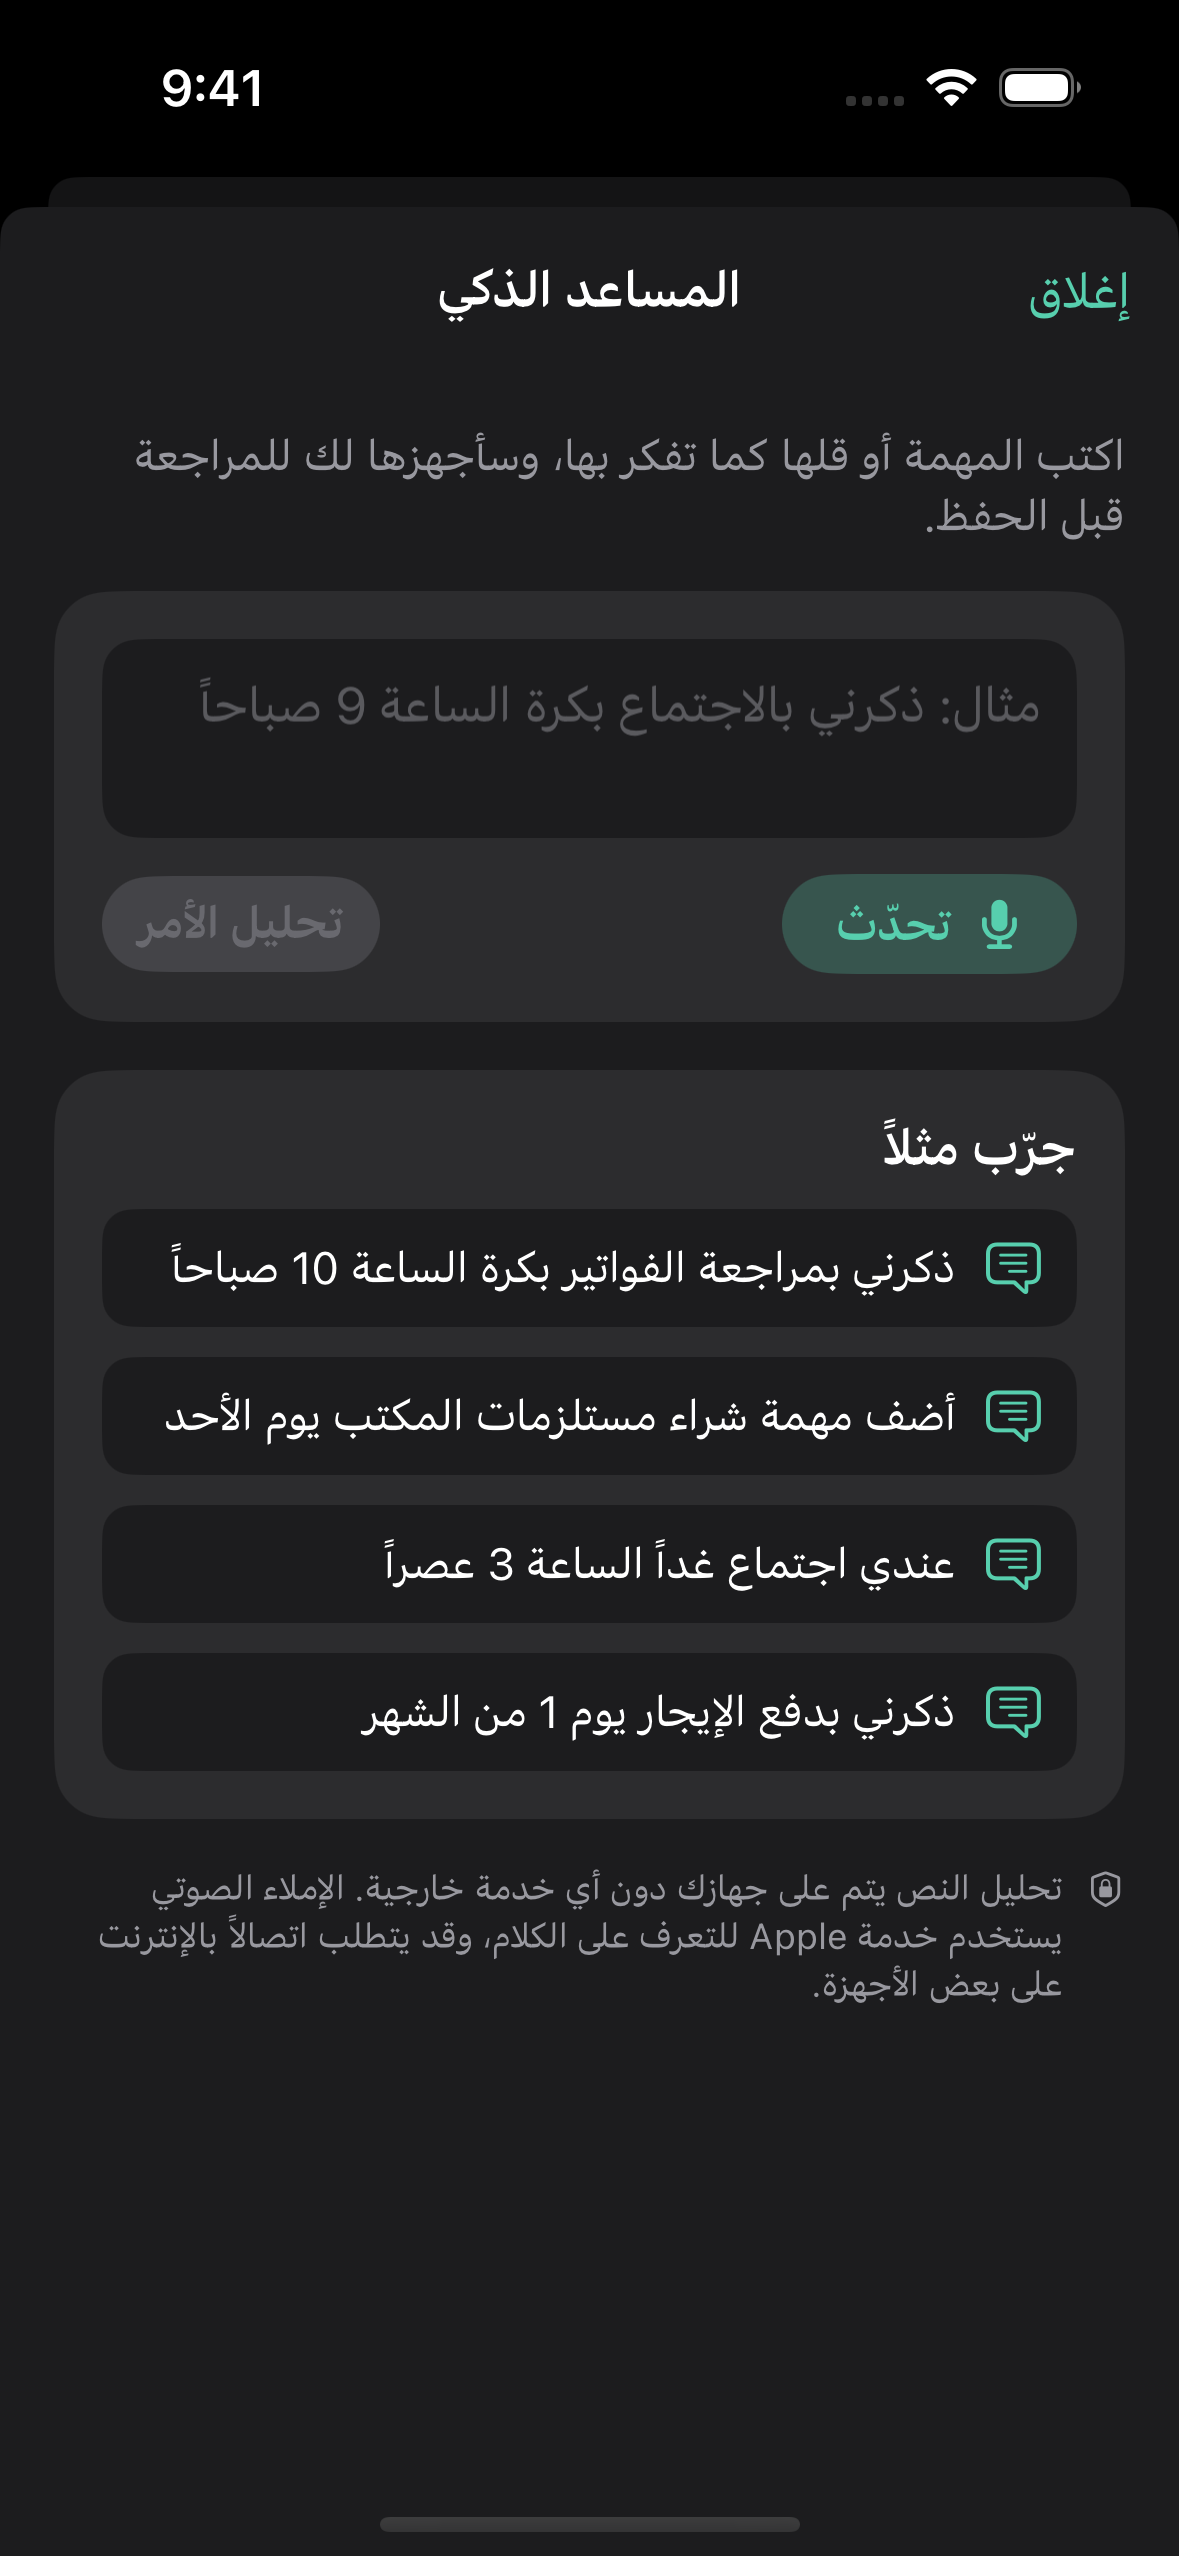 9:41
إغلاق
المساعد الذكي
اكتب المهمة أو قلها كما تفكر بها، وسأجهزها لك للمراجعة
قبل الحفظ.
مثال: ذكرني بالاجتماع بكرة الساعة 9 صباحاً
تحدّث
تحليل الأمر
جرّب مثلاً
ذكرني بمراجعة الفواتير بكرة الساعة 10 صباحاً
أضف مهمة شراء مستلزمات المكتب يوم الأحد
عندي اجتماع غداً الساعة 3 عصراً
ذكرني بدفع الإيجار يوم 1 من الشهر
تحليل النص يتم على جهازك دون أي خدمة خارجية. الإملاء الصوتي
يستخدم خدمة Apple للتعرف على الكلام، وقد يتطلب اتصالاً بالإنترنت
على بعض الأجهزة.